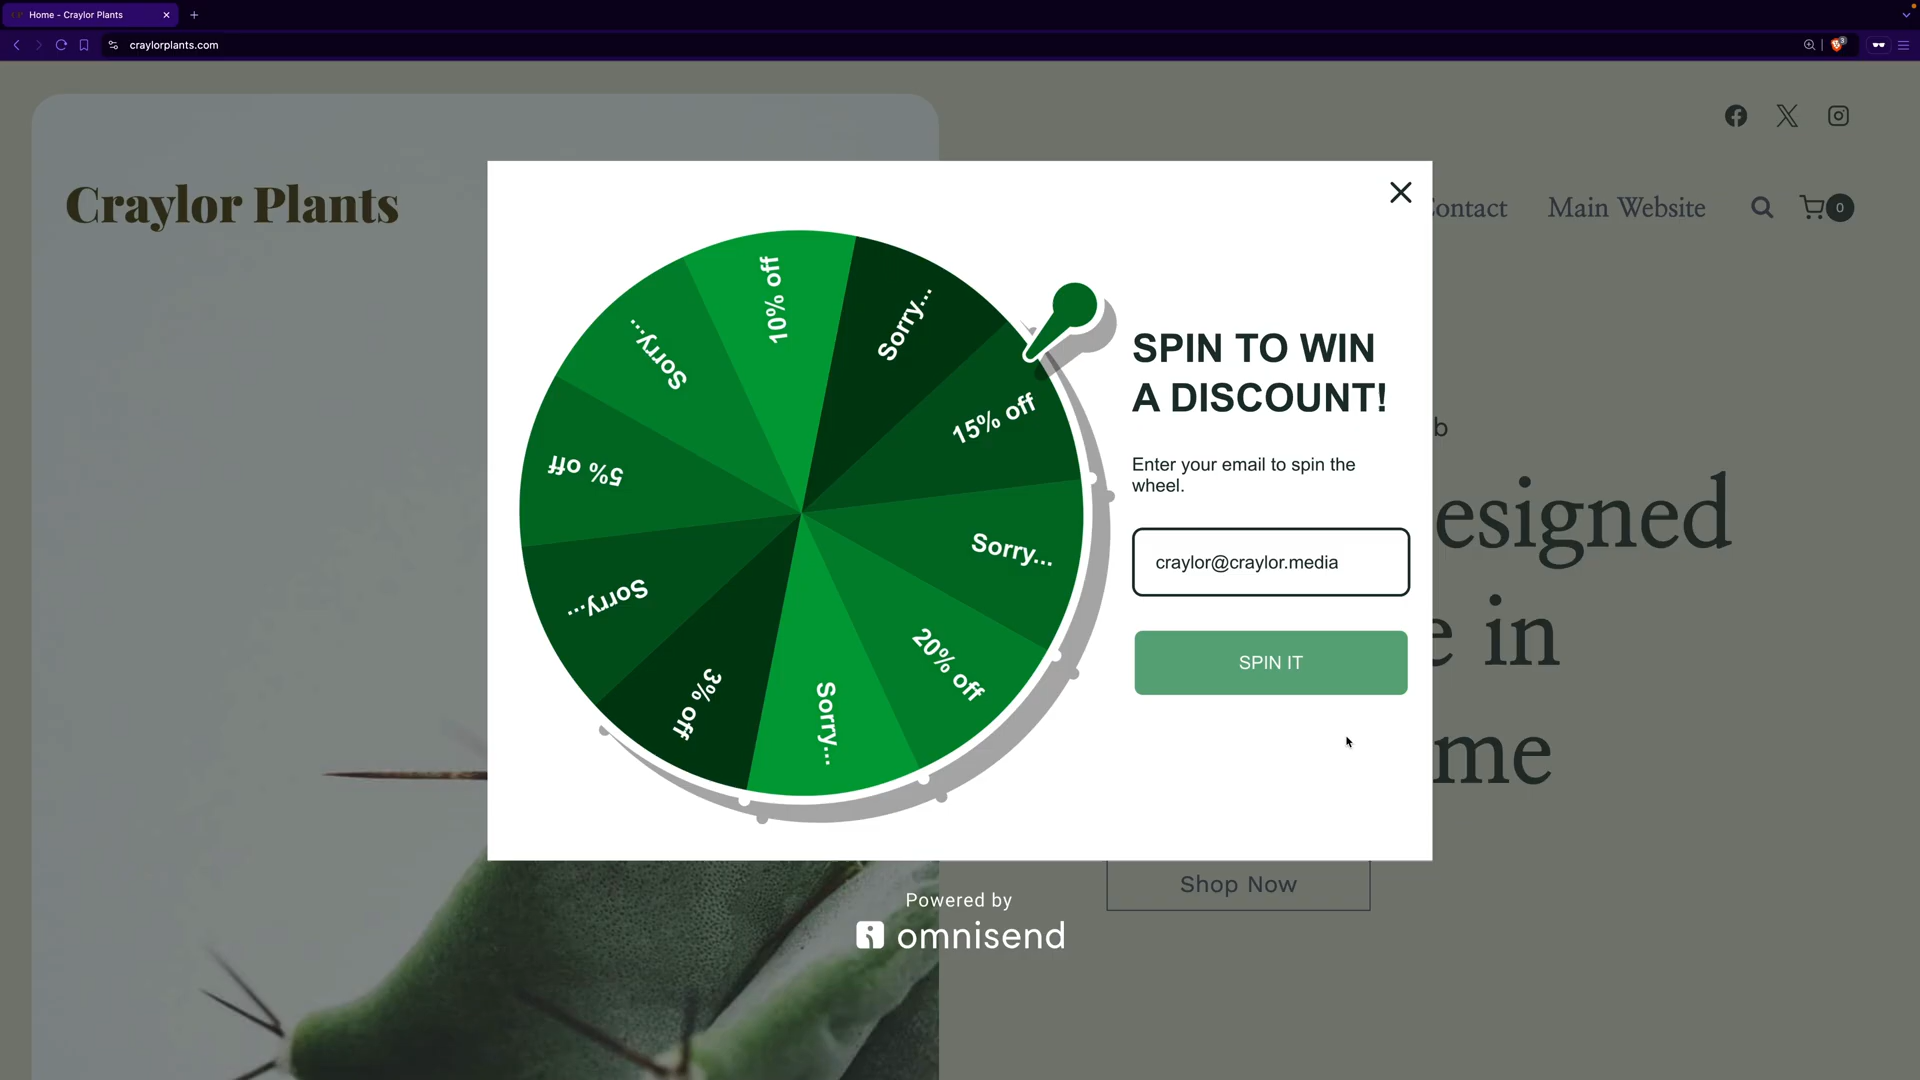 Home - Craylor Plants
craylorplants.com
3
Craylor Plants
Main Website
0
10% off
Sorry...
15% off
Sorry...
20% off
Sorry...
3% off
Sorry...
5% off
Sorry...
SPIN TO WIN
A DISCOUNT!
Enter your email to spin the
wheel.
craylor@craylor.media
SPIN IT
Shop Now
Powered by
omnisend
ontact
b
esigned
e in
me